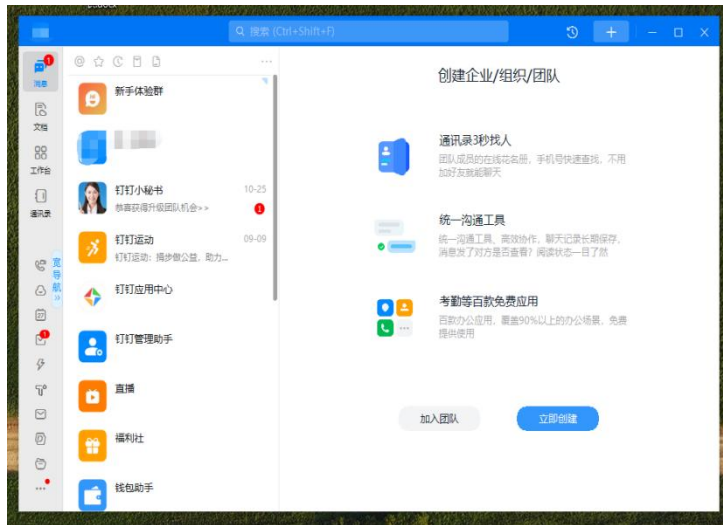 搜索 (Ctrl+Shift+F)
1
消息
文档
工作台
通讯录
宽导航
1
新手体验群
钉钉小秘书
10-25
恭喜获得升级团队机会>>
1
钉钉运动
09-09
钉钉运动：捐步做公益，助力...
钉钉应用中心
钉钉管理助手
直播
福利社
钱包助手
创建企业/组织/团队
通讯录3秒找人
团队成员的在线花名册，手机号快速查找，不用
加好友就能聊天
统一沟通工具
统一沟通工具，高效协作，聊天记录长期保存，
消息发了对方是否查看？阅读状态一目了然
考勤等百款免费应用
百款办公应用，覆盖90%以上的办公场景，免费
提供使用
加入团队
立即创建